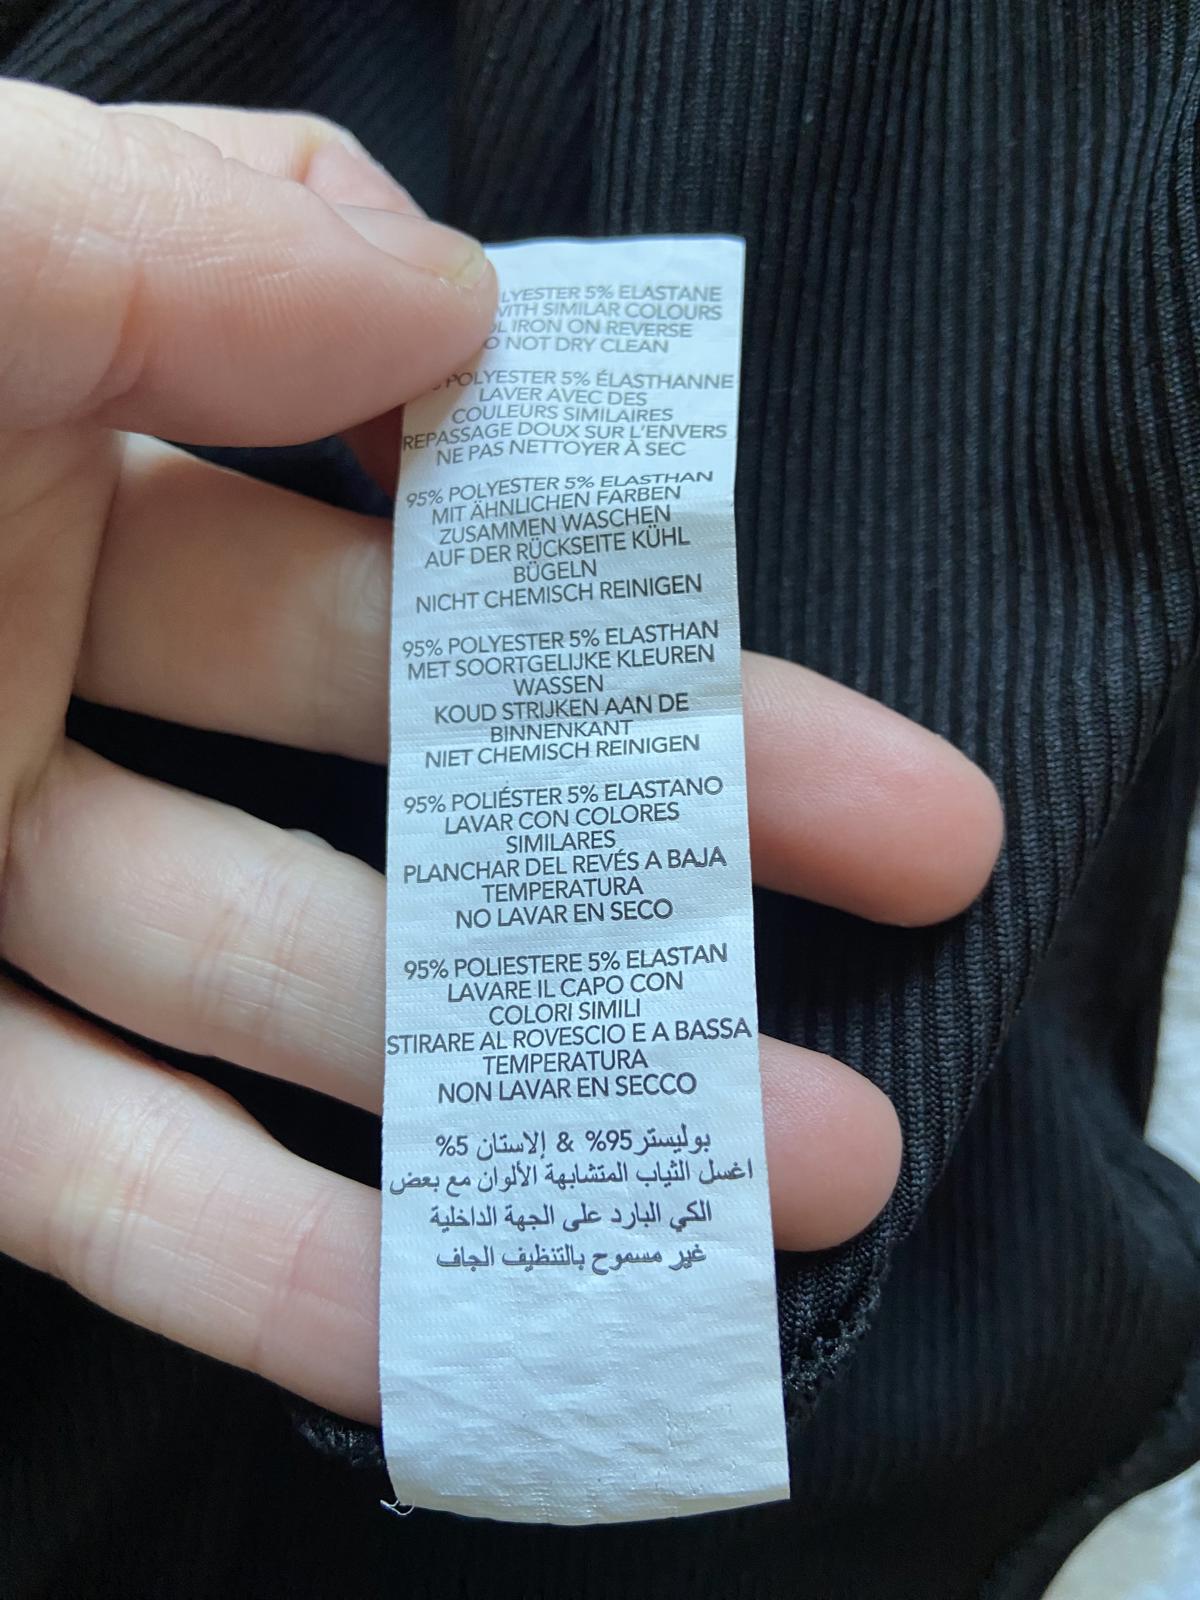 LYESTER 5% ELASTANE
WITH SIMILAR COLOURS
OL IRON ON REVERSE
O NOT DRY CLEAN
POLYESTER 5% ÉLASTHANNE
LAVER AVEC DES
COULEURS SIMILAIRES
REPASSAGE DOUX SUR L'ENVERS
NE PAS NETTOYER À SEC
95% POLYESTER 5% ELASTHAN
MIT ÄHNLICHEN FARBEN
ZUSAMMEN WASCHEN
AUF DER RÜCKSEITE KÜHL
BÜGELN
NICHT CHEMISCH REINIGEN
95% POLYESTER 5% ELASTHAN
MET SOORTGELIJKE KLEUREN
WASSEN
KOUD STRIJKEN AAN DE
BINNENKANT
NIET CHEMISCH REINIGEN
95% POLIÉSTER 5% ELASTANO
LAVAR CON COLORES
SIMILARES
PLANCHAR DEL REVÉS A BAJA
TEMPERATURA
NO LAVAR EN SECO
95% POLIESTERE 5% ELASTAN
LAVARE IL CAPO CON
COLORI SIMILI
STIRARE AL ROVESCIO E A BASSA
TEMPERATURA
NON LAVAR EN SECCO
بوليستر95% & إلاستان 5%
اغسل الثياب المتشابهة الألوان مع بعض
الكي البارد على الجهة الداخلية
غير مسموح بالتنظيف الجاف